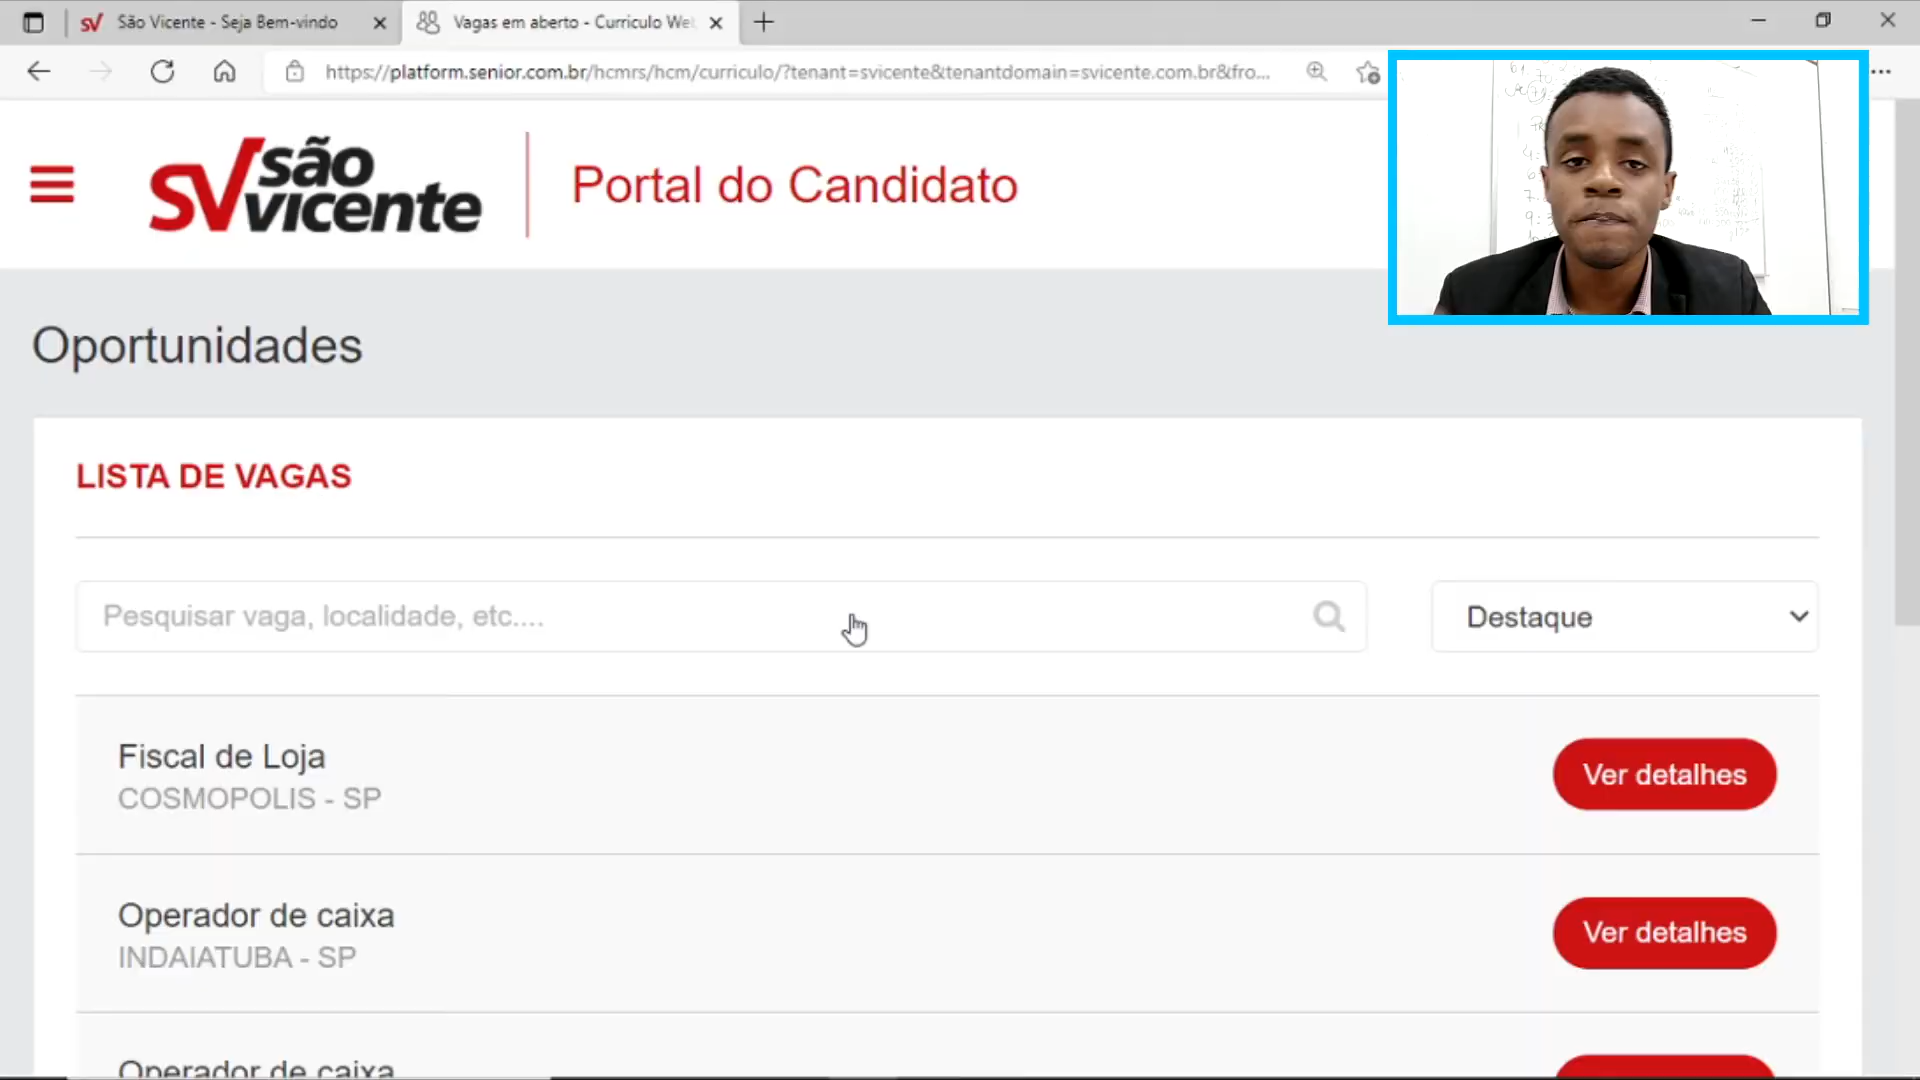 São Vicente - Seja Bem-vindo
Vagas em aberto - Curriculo We
https://platform.senior.com.br/hcmrs/hcm/curriculo/?tenant=svicente&tenantdomain=svicente.com.br&fro...
SV são vicente
Portal do Candidato
Oportunidades
LISTA DE VAGAS
Pesquisar vaga, localidade, etc....
Destaque
Fiscal de Loja
COSMOPOLIS - SP
Ver detalhes
Operador de caixa
INDAIATUBA - SP
Ver detalhes
Operador de caixa